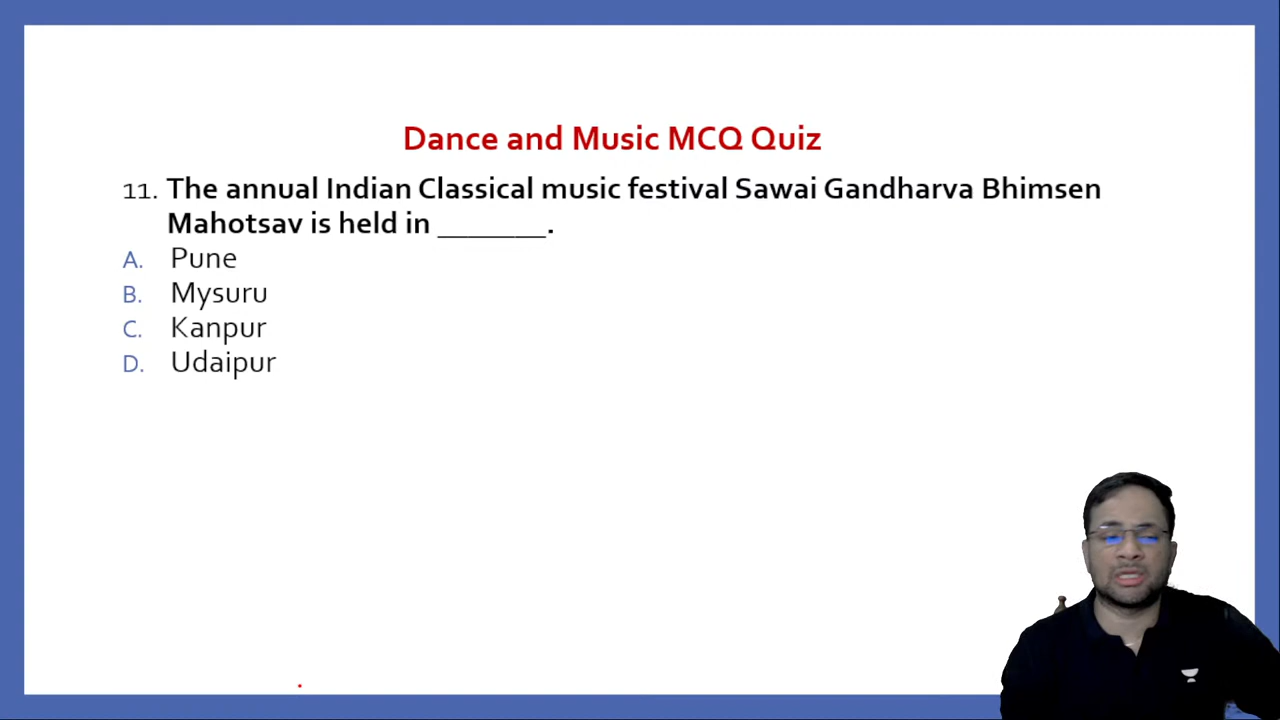 Dance and Music MCQ Quiz
11. The annual Indian Classical music festival Sawai Gandharva Bhimsen
Mahotsav is held in _______.
A. Pune
B. Mysuru
C. Kanpur
D. Udaipur